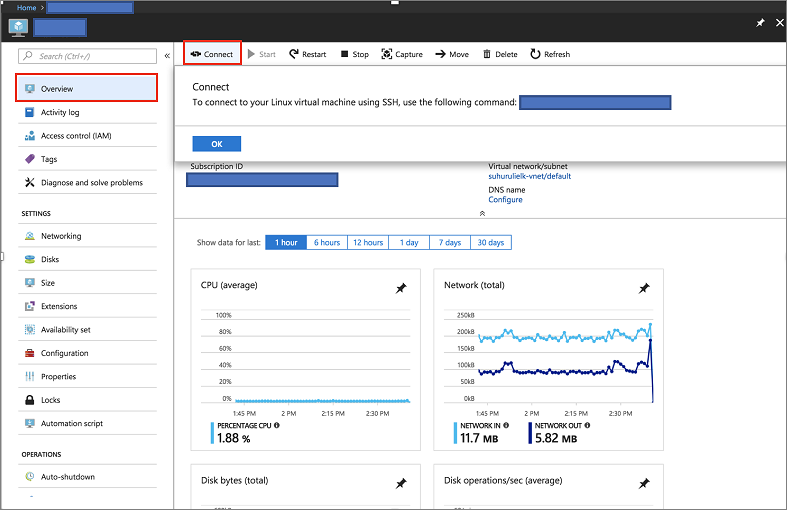 Home >
Search (Ctrl+/)
«
Overview
Activity log
Access control (IAM)
Tags
Diagnose and solve problems
SETTINGS
Networking
Disks
Size
Extensions
Availability set
Configuration
Properties
Locks
Automation script
OPERATIONS
Auto-shutdown
Connect Start Restart Stop Capture Move Delete Refresh
Connect
To connect to your Linux virtual machine using SSH, use the following command:
OK
Subscription ID
Virtual network/subnet
suhurulielk-vnet/default
DNS name
Configure
Show data for last: 1 hour 6 hours 12 hours 1 day 7 days 30 days
CPU (average)
100%
80%
60%
40%
20%
0%
1:45 PM 2 PM 2:15 PM 2:30 PM
PERCENTAGE CPU
1.88 %
Network (total)
250kB
200kB
150kB
100kB
50kB
0kB
1:45 PM 2 PM 2:15 PM 2:30 PM
NETWORK IN NETWORK OUT
11.7 MB 5.82 MB
Disk bytes (total)
Disk operations/sec (average)